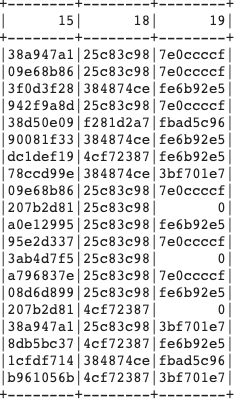 +--------+--------+--------+
|      15|      18|      19|
+--------+--------+--------+
|38a947a1|25c83c98|7e0ccccf|
|09e68b86|25c83c98|7e0ccccf|
|3f0d3f28|384874ce|fe6b92e5|
|942f9a8d|25c83c98|7e0ccccf|
|38d50e09|f281d2a7|fbad5c96|
|90081f33|384874ce|fe6b92e5|
|dc1def19|4cf72387|fe6b92e5|
|78ccd99e|384874ce|3bf701e7|
|09e68b86|25c83c98|7e0ccccf|
|207b2d81|25c83c98|       0|
|a0e12995|25c83c98|fe6b92e5|
|95e2d337|25c83c98|7e0ccccf|
|3ab4d7f5|25c83c98|       0|
|a796837e|25c83c98|7e0ccccf|
|08d6d899|25c83c98|fe6b92e5|
|207b2d81|4cf72387|       0|
|38a947a1|25c83c98|3bf701e7|
|8db5bc37|4cf72387|fe6b92e5|
|1cfdf714|384874ce|fbad5c96|
|b961056b|4cf72387|3bf701e7|
+--------+--------+--------+